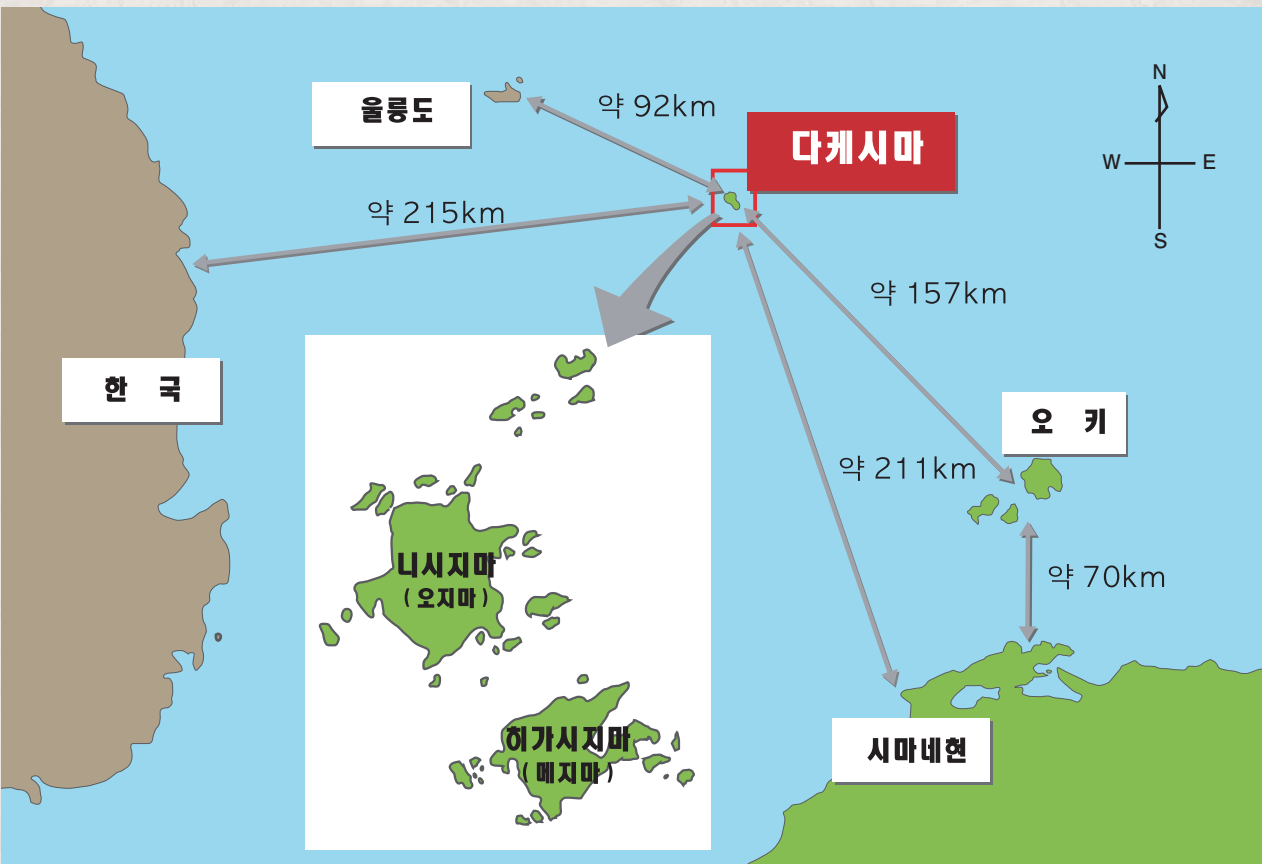 울릉도
약 92km
다케시마
N
W
E
S
약 215km
약 157km
한 국
오 키
약 211km
니시지마
( 오지마 )
약 70km
히가시지마
( 메지마 )
시마네현